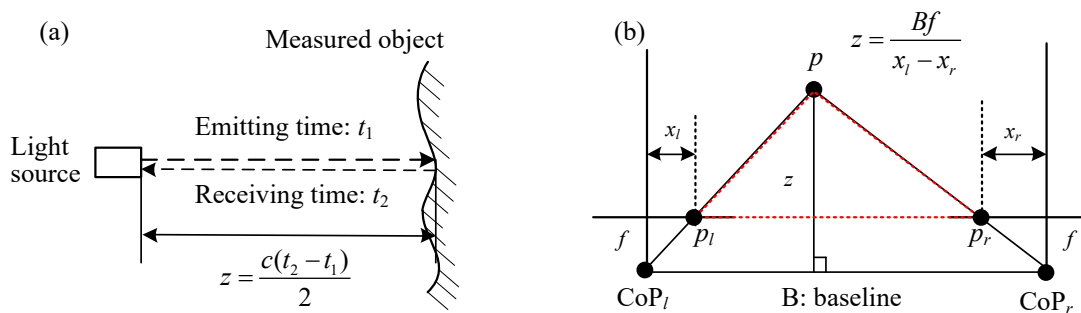 (a)
Measured object
Light
source
Emitting time: t₁
Receiving time: t₂
z = c(t₂ − t₁) / 2
(b)
z = Bf / (xₗ − xᵣ)
p
xₗ
xᵣ
z
f
pₗ
pᵣ
f
CoPₗ
B: baseline
CoPᵣ